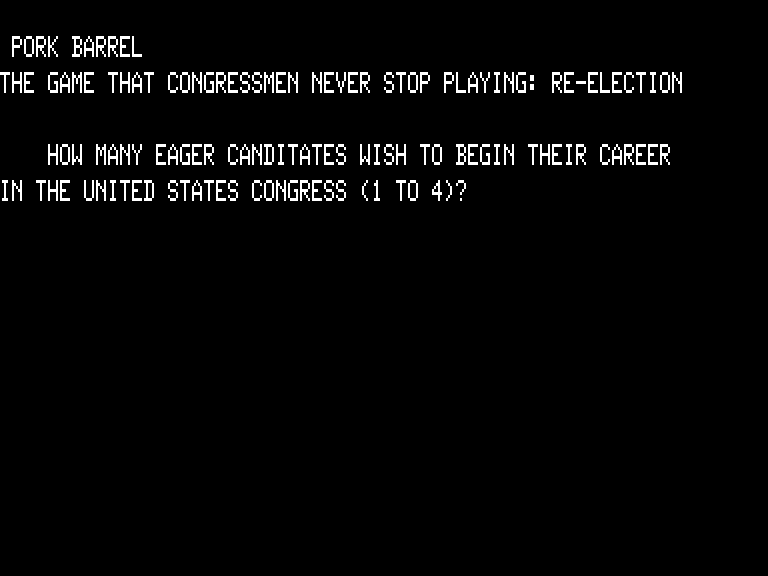 PORK BARREL
THE GAME THAT CONGRESSMEN NEVER STOP PLAYING: RE-ELECTION
HOW MANY EAGER CANDITATES WISH TO BEGIN THEIR CAREER
IN THE UNITED STATES CONGRESS (1 TO 4)?